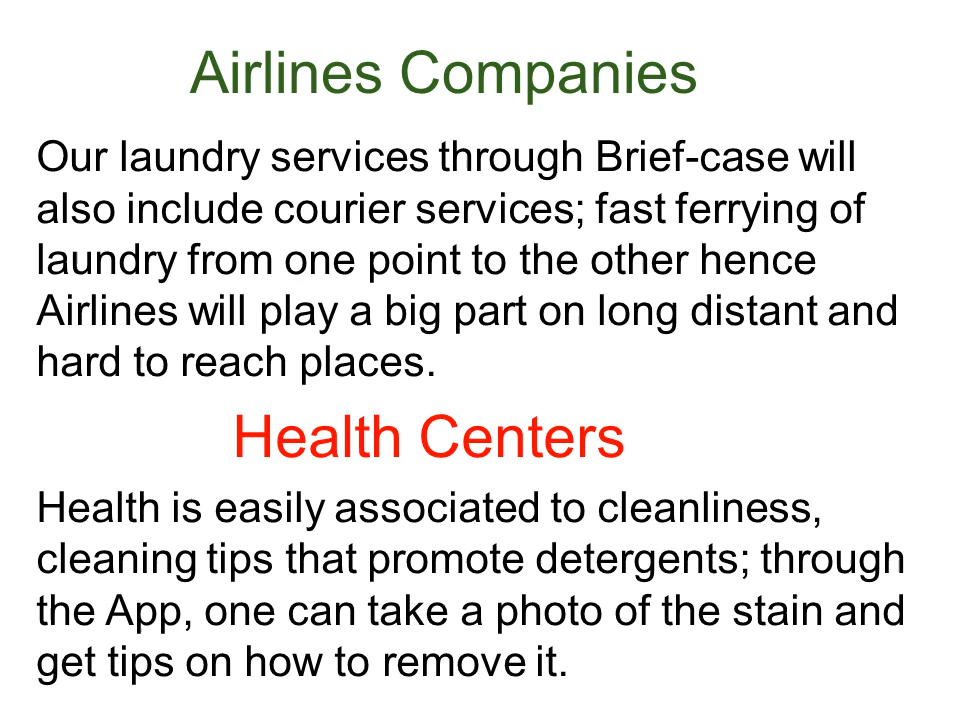 Airlines Companies
Our laundry services through Brief-case will
also include courier services; fast ferrying of
laundry from one point to the other hence
Airlines will play a big part on long distant and
hard to reach places.
Health Centers
Health is easily associated to cleanliness,
cleaning tips that promote detergents; through
the App, one can take a photo of the stain and
get tips on how to remove it.